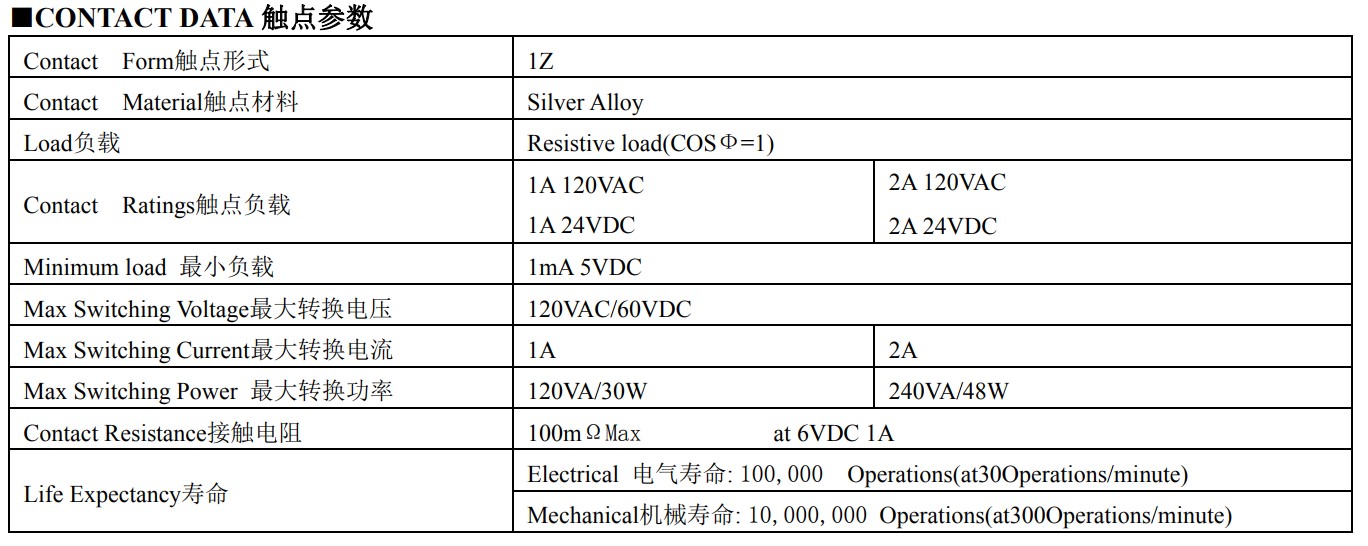 ■CONTACT DATA 触点参数
Contact Form触点形式
1Z
Contact Material触点材料
Silver Alloy
Load负载
Resistive load(COSΦ=1)
Contact Ratings触点负载
1A 120VAC
1A 24VDC
2A 120VAC
2A 24VDC
Minimum load 最小负载
1mA 5VDC
Max Switching Voltage最大转换电压
120VAC/60VDC
Max Switching Current最大转换电流
1A
2A
Max Switching Power 最大转换功率
120VA/30W
240VA/48W
Contact Resistance接触电阻
100mΩMax at 6VDC 1A
Life Expectancy寿命
Electrical 电气寿命: 100,000 Operations(at30Operations/minute)
Mechanical机械寿命: 10,000,000 Operations(at300Operations/minute)